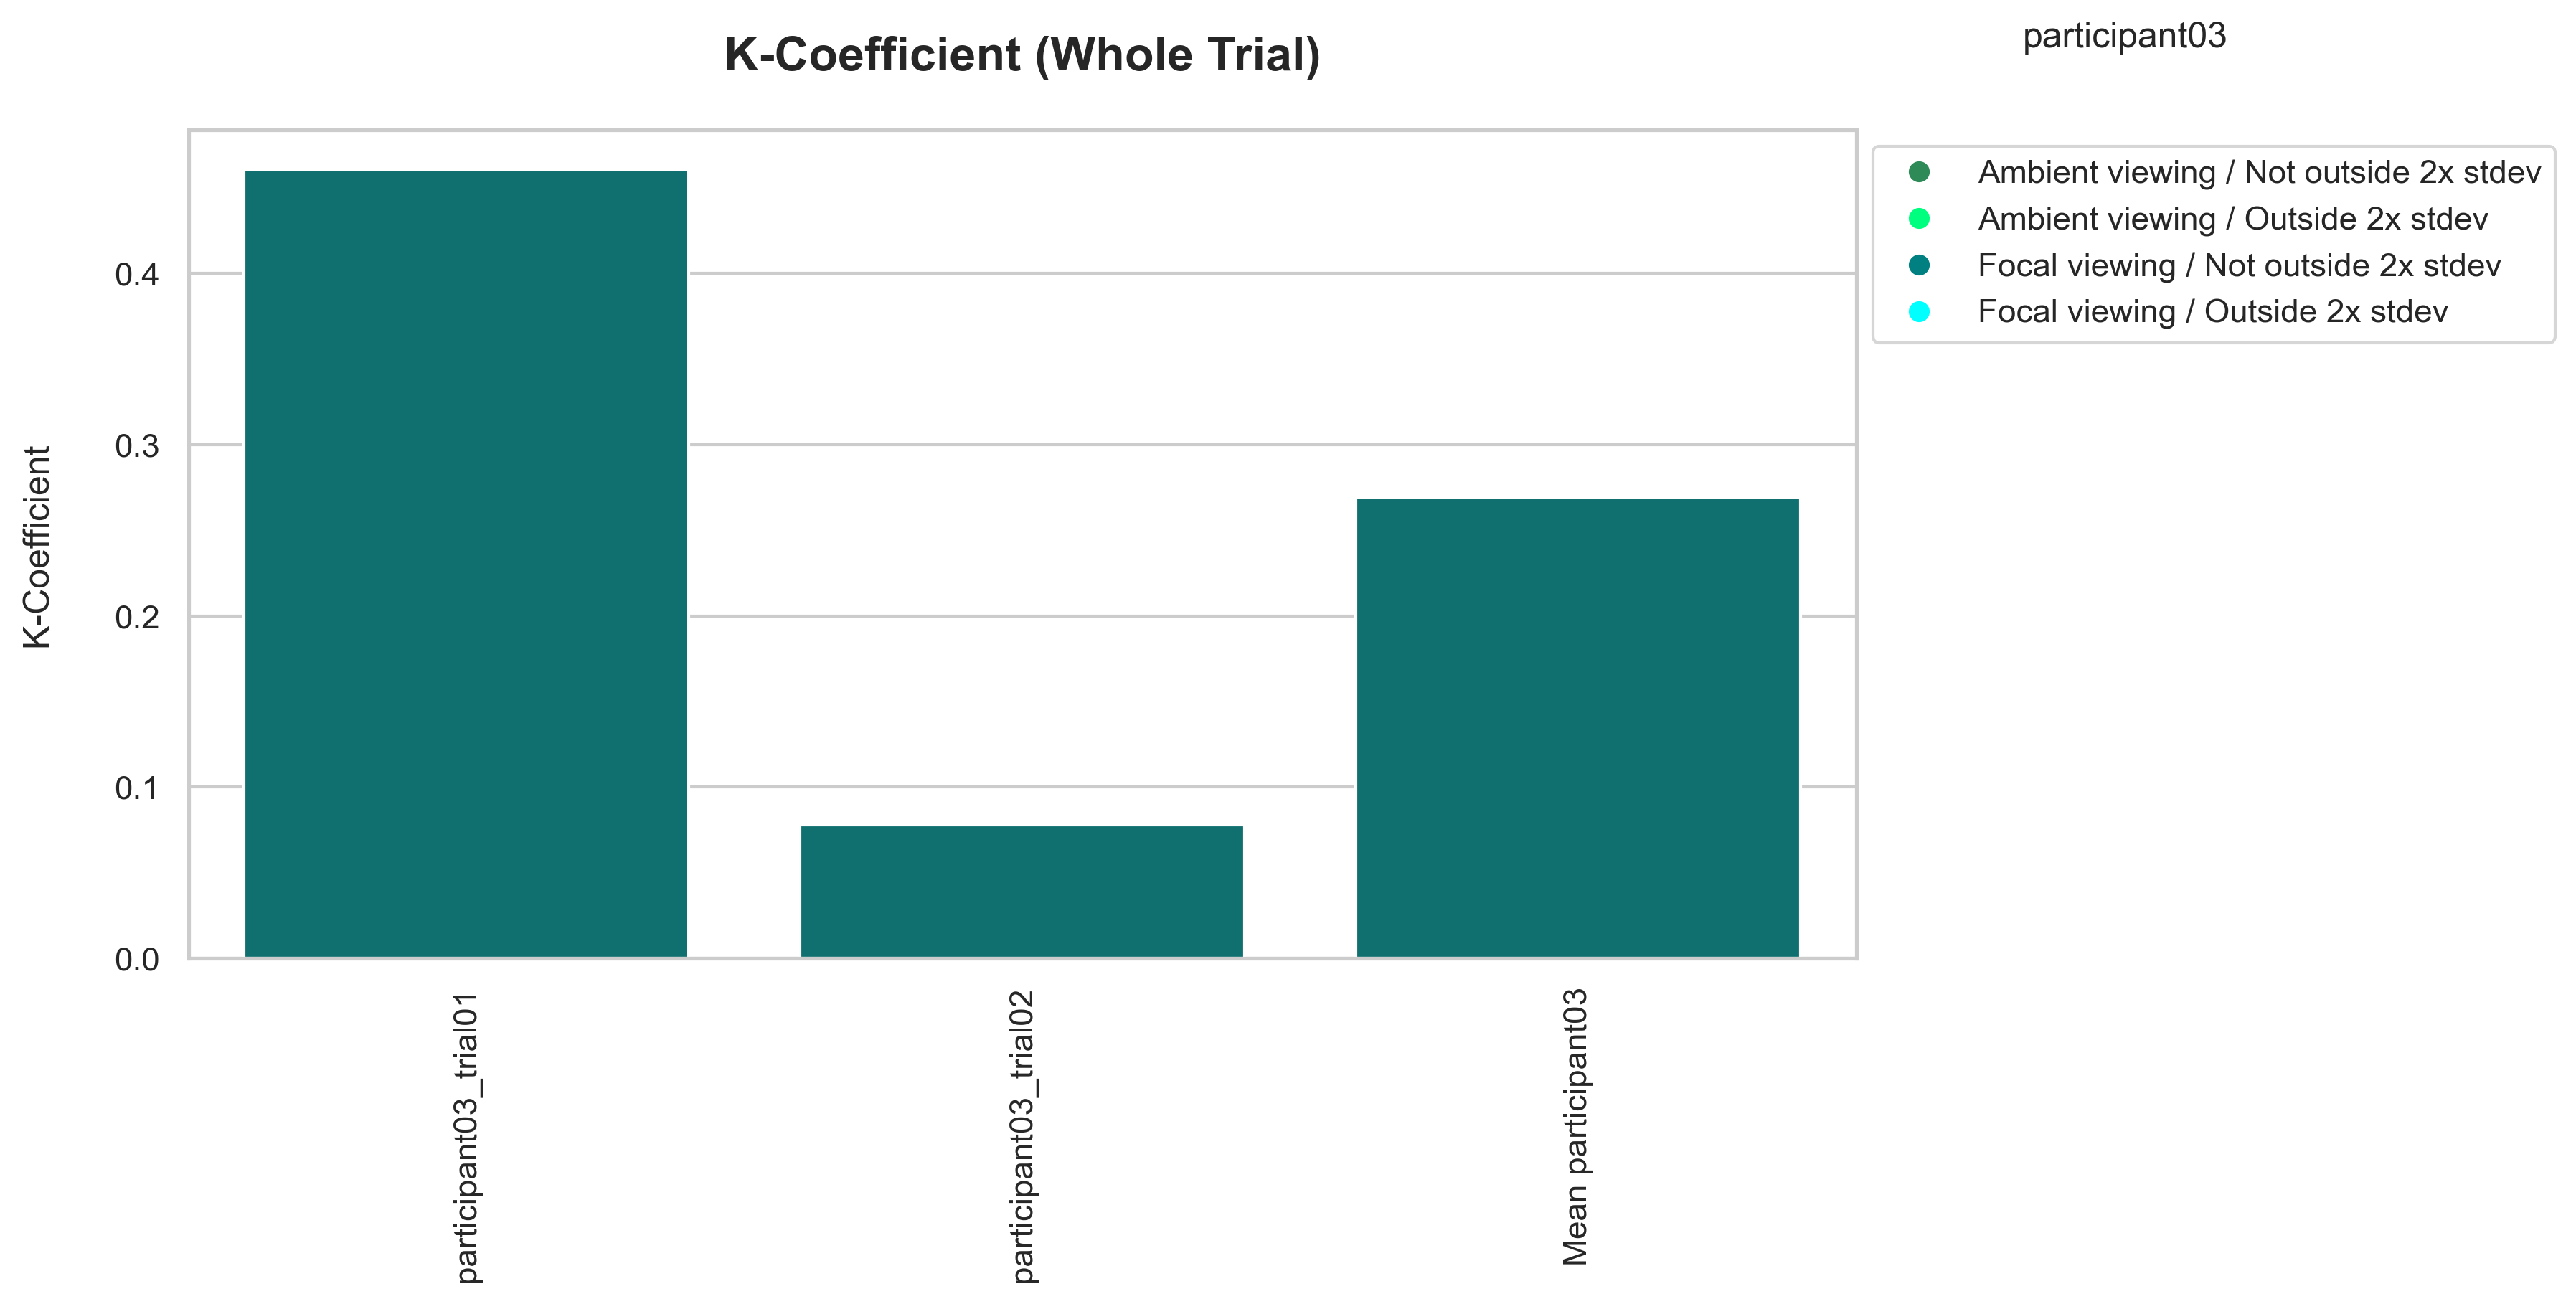 K-Coefficient (Whole Trial)
participant03
Ambient viewing / Not outside 2x stdev
Ambient viewing / Outside 2x stdev
Focal viewing / Not outside 2x stdev
Focal viewing / Outside 2x stdev
K-Coefficient
0.4
0.3
0.2
0.1
0.0
participant03_trial01
participant03_trial02
Mean participant03